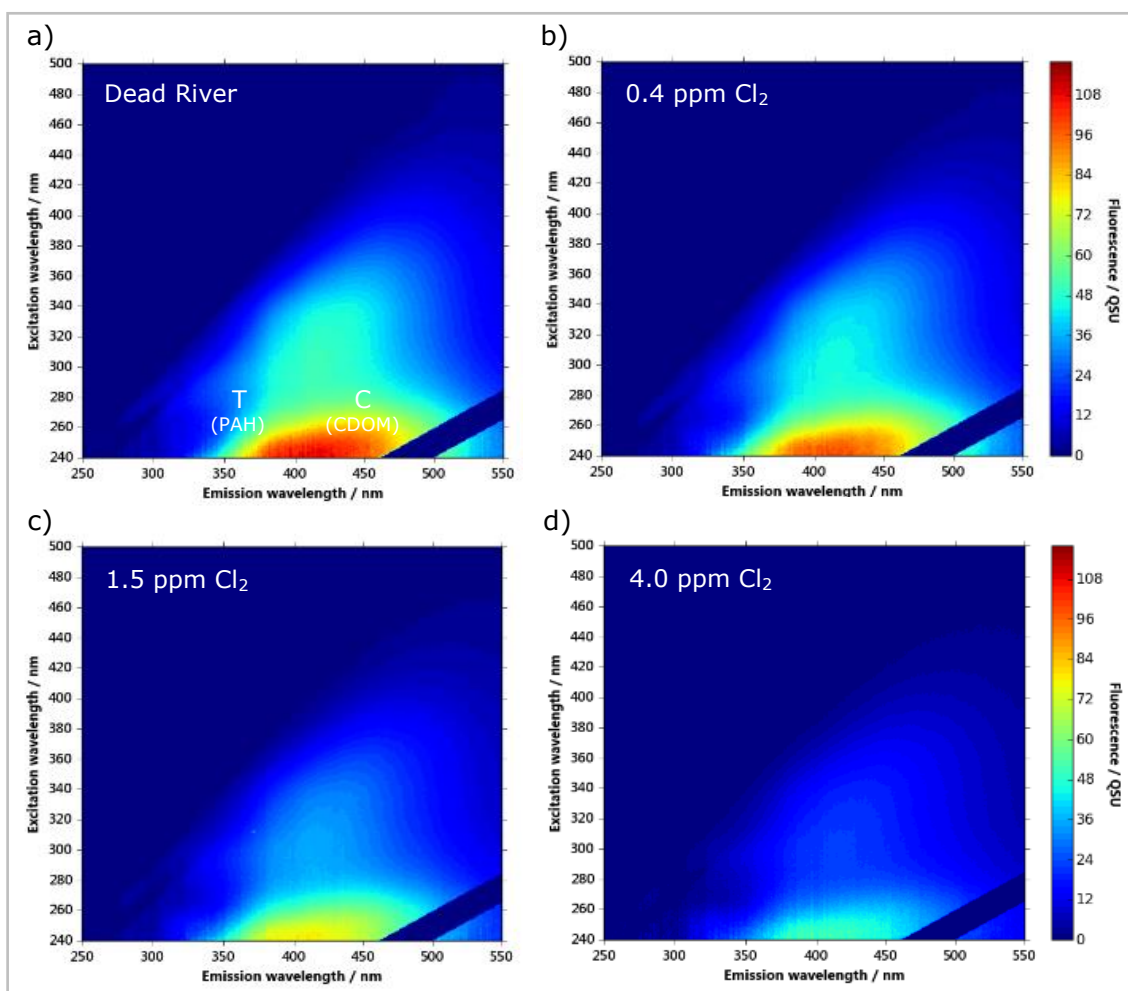 a)
Dead River
500
480
460
440
420
400
380
360
340
320
300
280
260
240
Excitation wavelength / nm
T
(PAH)
C
(CDOM)
250 300 350 400 450 500 550
Emission wavelength / nm
b)
0.4 ppm Cl₂
500
480
460
440
420
400
380
360
340
320
300
280
260
240
Excitation wavelength / nm
250 300 350 400 450 500 550
Emission wavelength / nm
108
96
84
72
60
48
36
24
12
0
Fluorescence / QSU
c)
1.5 ppm Cl₂
500
480
460
440
420
400
380
360
340
320
300
280
260
240
Excitation wavelength / nm
250 300 350 400 450 500 550
Emission wavelength / nm
d)
4.0 ppm Cl₂
500
480
460
440
420
400
380
360
340
320
300
280
260
240
Excitation wavelength / nm
250 300 350 400 450 500 550
Emission wavelength / nm
108
96
84
72
60
48
36
24
12
0
Fluorescence / QSU